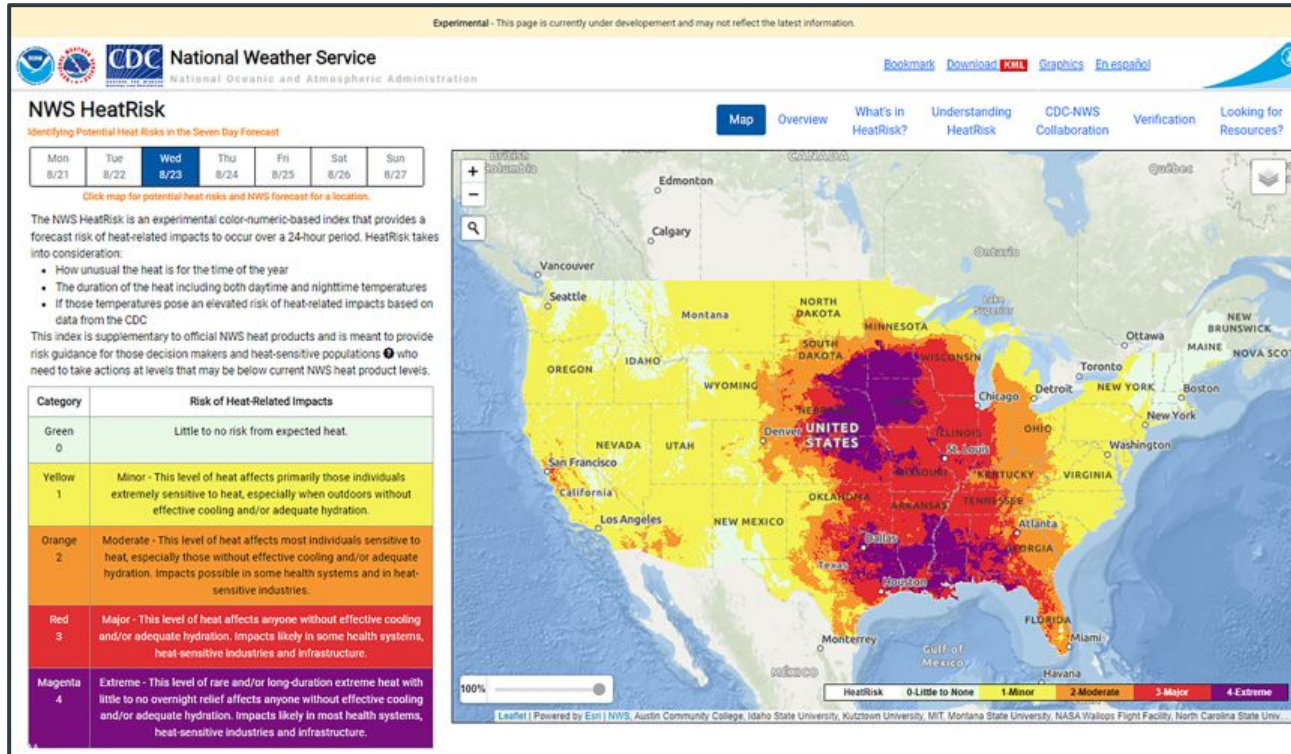 Experimental - This page is currently under developement and may not reflect the latest information.
CDC
National Weather Service
National Oceanic and Atmospheric Administration
Bookmark Download KML Graphics En español
NWS HeatRisk
Identifying Potential Heat Risks in the Seven Day Forecast
Map Overview What's in HeatRisk? Understanding HeatRisk CDC-NWS Collaboration Verification Looking for Resources?
Mon Tue Wed Thu Fri Sat Sun
8/21 8/22 8/23 8/24 8/25 8/26 8/27
Click map for potential heat risks and NWS forecast for a location.
The NWS HeatRisk is an experimental color-numeric-based index that provides a
forecast risk of heat-related impacts to occur over a 24-hour period. HeatRisk takes
into consideration:
• How unusual the heat is for the time of the year
• The duration of the heat including both daytime and nighttime temperatures
• If those temperatures pose an elevated risk of heat-related impacts based on
data from the CDC
This index is supplementary to official NWS heat products and is meant to provide
risk guidance for those decision makers and heat-sensitive populations ? who
need to take actions at levels that may be below current NWS heat product levels.
Category Risk of Heat-Related Impacts
Green
0
Little to no risk from expected heat.
Yellow
1
Minor - This level of heat affects primarily those individuals
extremely sensitive to heat, especially when outdoors without
effective cooling and/or adequate hydration.
Orange
2
Moderate - This level of heat affects most individuals sensitive to
heat, especially those without effective cooling and/or adequate
hydration. Impacts possible in some health systems and in heat-
sensitive industries.
Red
3
Major - This level of heat affects anyone without effective cooling
and/or adequate hydration. Impacts likely in some health systems,
heat-sensitive industries and infrastructure.
Magenta
4
Extreme - This level of rare and/or long-duration extreme heat with
little to no overnight relief affects anyone without effective cooling
and/or adequate hydration. Impacts likely in most health systems,
heat-sensitive industries and infrastructure.
+
−
British
Columbia
CANADA
Québec
Edmonton
Calgary
Ontario
Vancouver
Seattle
Montana
NORTH
DAKOTA
Lake
Superior
MINNESOTA
NEW
BRUNSWICK
Ottawa
MAINE
NOVA SCOT
SOUTH
DAKOTA
WISCONSIN
OREGON
IDAHO
WYOMING
Toronto
Detroit
NEW YORK
Boston
Chicago
New York
NEBRASKA
IOWA
Denver
UNITED
STATES
ILLINOIS
OHIO
Washington
NEVADA
UTAH
St. Louis
San Francisco
California
MISSOURI
KENTUCKY
VIRGINIA
Los Angeles
NEW MEXICO
OKLAHOMA
ARKANSAS
TENNESSEE
Atlanta
GEORGIA
Dallas
Texas
Houston
FLORIDA
Miami
Monterrey
Gulf of
Mexico
MÉXICO
Havana
100%
HeatRisk 0-Little to None 1-Minor 2-Moderate 3-Major 4-Extreme
Leaflet | Powered by Esri | NWS, Austin Community College, Idaho State University, Kutztown University, MIT, Montana State University, NASA Wallops Flight Facility, North Carolina State Univ...